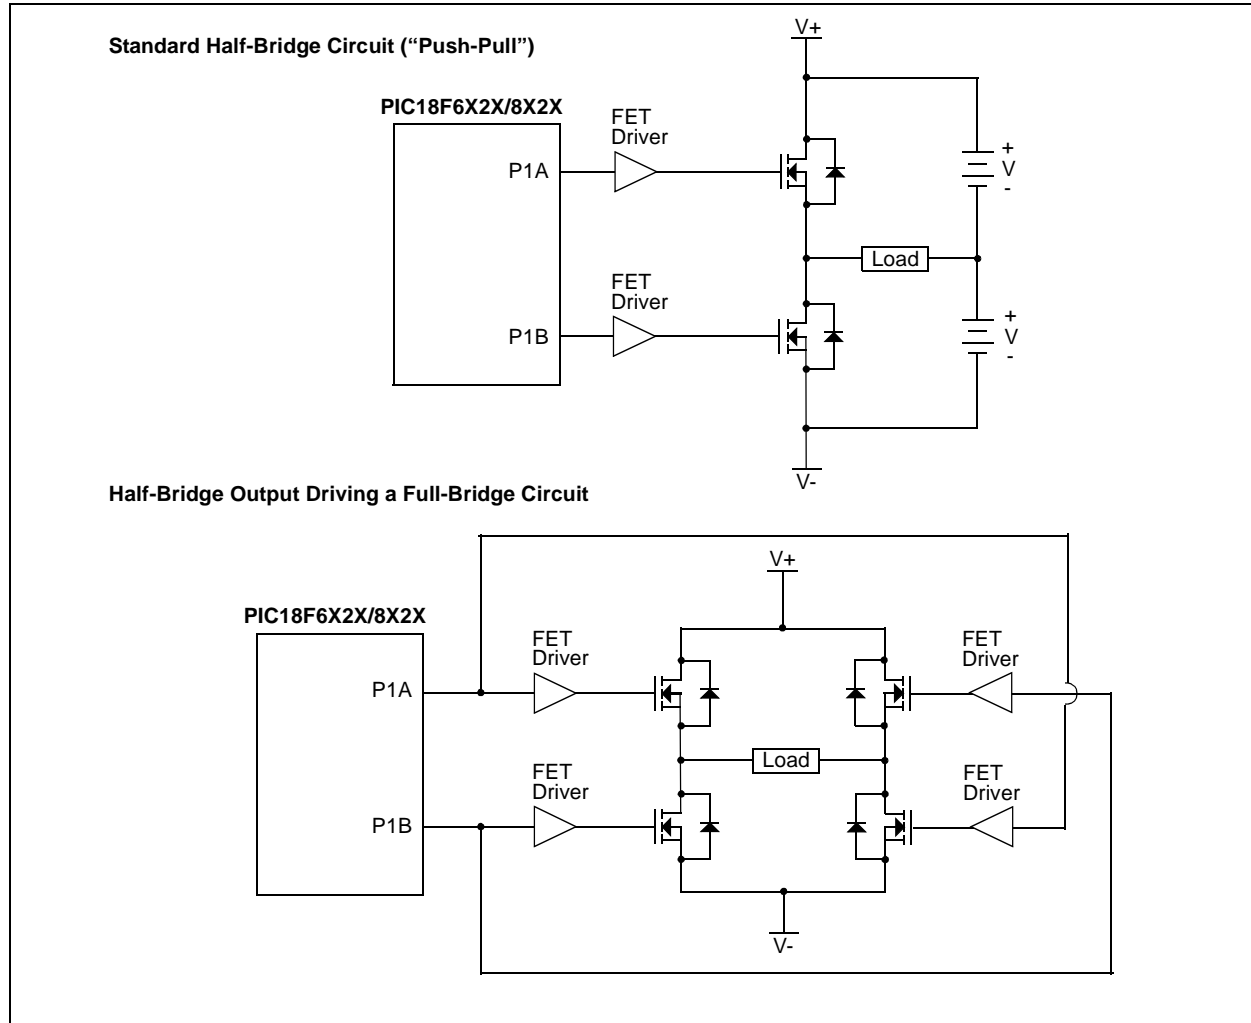 Standard Half-Bridge Circuit (“Push-Pull”)
V+
PIC18F6X2X/8X2X
FET
Driver
P1A
+
V
-
Load
FET
Driver
P1B
+
V
-
V-
Half-Bridge Output Driving a Full-Bridge Circuit
V+
PIC18F6X2X/8X2X
FET
Driver
FET
Driver
P1A
Load
FET
Driver
FET
Driver
P1B
V-